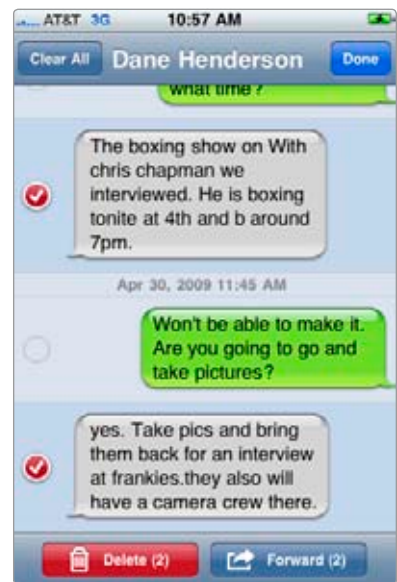 AT&T 3G 10:57 AM
Clear All Dane Henderson Done
what time ?
The boxing show on With
chris chapman we
interviewed. He is boxing
tonite at 4th and b around
7pm.
Apr 30, 2009 11:45 AM
Won't be able to make it.
Are you going to go and
take pictures?
yes. Take pics and bring
them back for an interview
at frankies.they also will
have a camera crew there.
Delete (2) Forward (2)